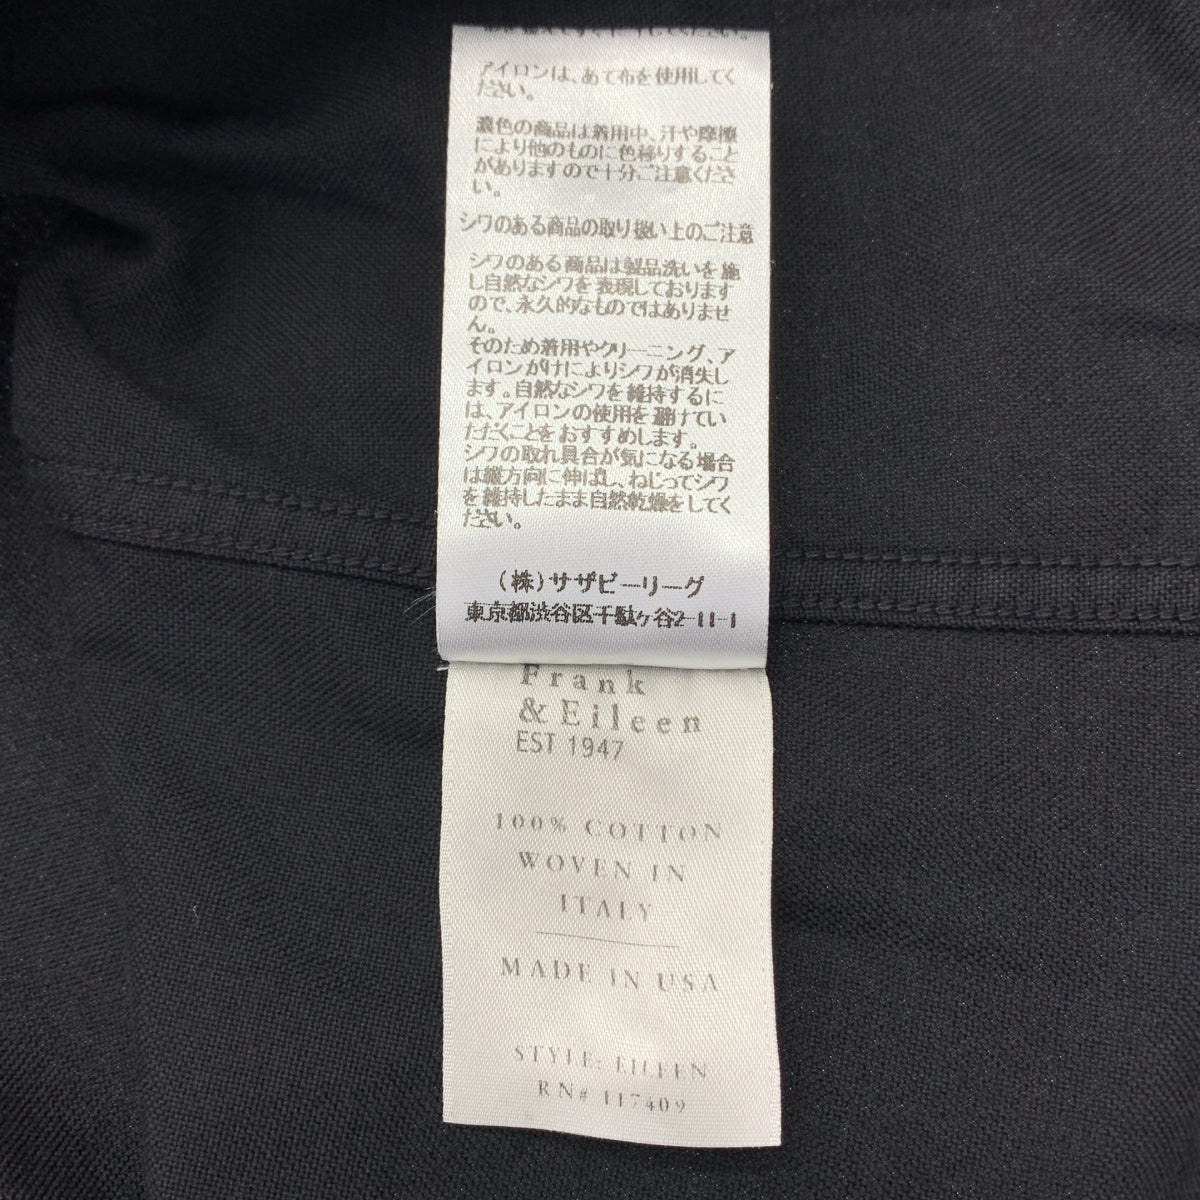 アイロンは、あて布を使用してく
ださい。
濃色の商品は着用中、汗や摩擦
により他のものに色移りすること
がありますので十分ご注意くださ
い。
シワのある商品の取り扱い上のご注意
シワのある商品は製品洗いを施
し自然なシワを表現しております
ので、永久的なものではありませ
ん。
そのため着用やクリーニング、ア
イロンがけによりシワが消失し
ます。自然なシワを維持するに
は、アイロンの使用を避けてい
ただくことをおすすめします。
シワの取れ具合が気になる場合
は縦方向に伸ばし、ねじってシワ
を維持したまま自然乾燥をしてく
ださい。
(株)サザビーリーグ
東京都渋谷区千駄ヶ谷2-11-1
Frank
& Eileen
EST 1947
100% COTTON
WOVEN IN
ITALY
MADE IN USA
STYLE: EILEEN
RN# 117409